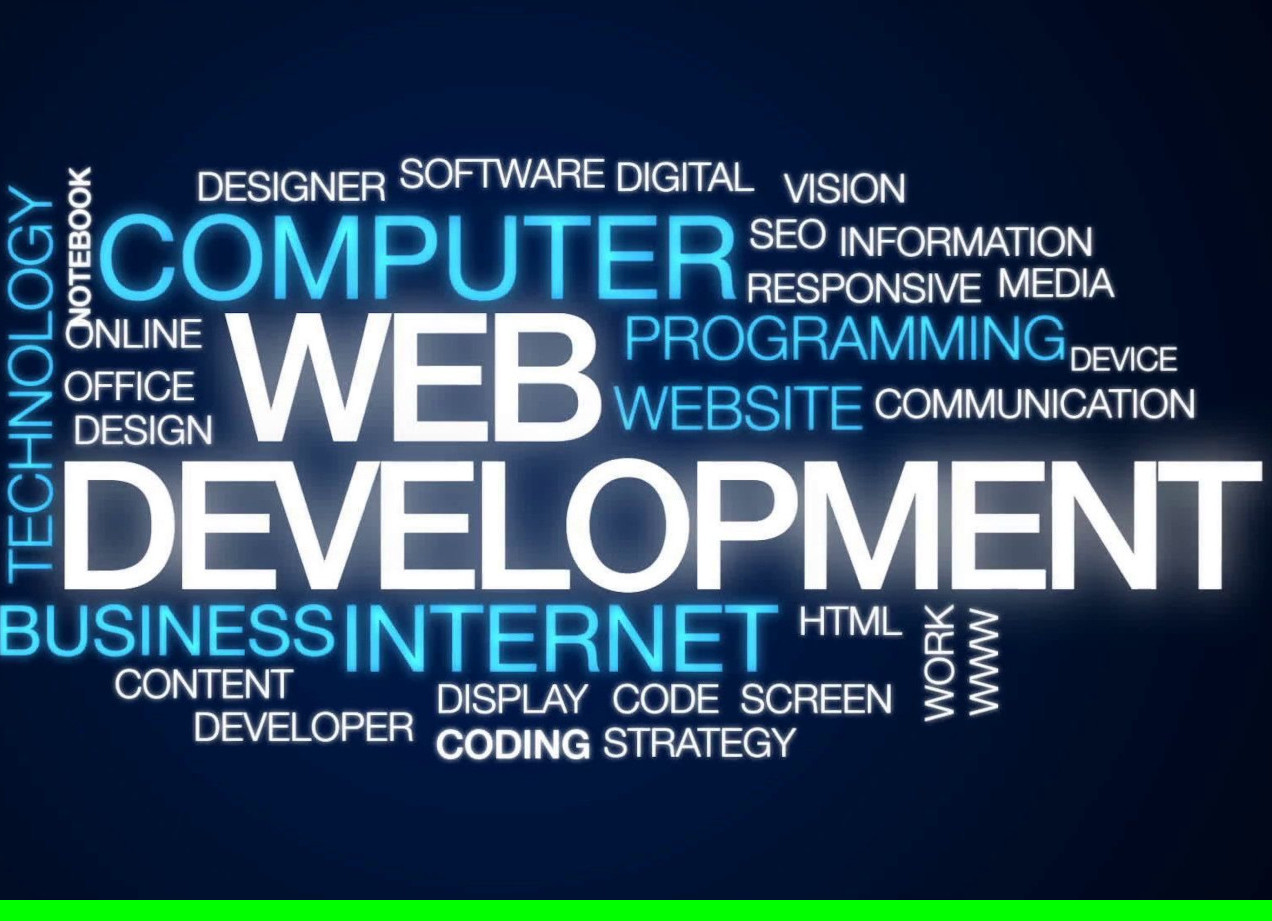 DESIGNER SOFTWARE DIGITAL VISION
NOTEBOOK
TECHNOLOGY
COMPUTER
SEO INFORMATION
RESPONSIVE MEDIA
ONLINE
WEB
PROGRAMMING
DEVICE
OFFICE
WEBSITE COMMUNICATION
DESIGN
DEVELOPMENT
BUSINESS INTERNET HTML
WORK
WWW
CONTENT
DISPLAY CODE SCREEN
DEVELOPER
CODING STRATEGY